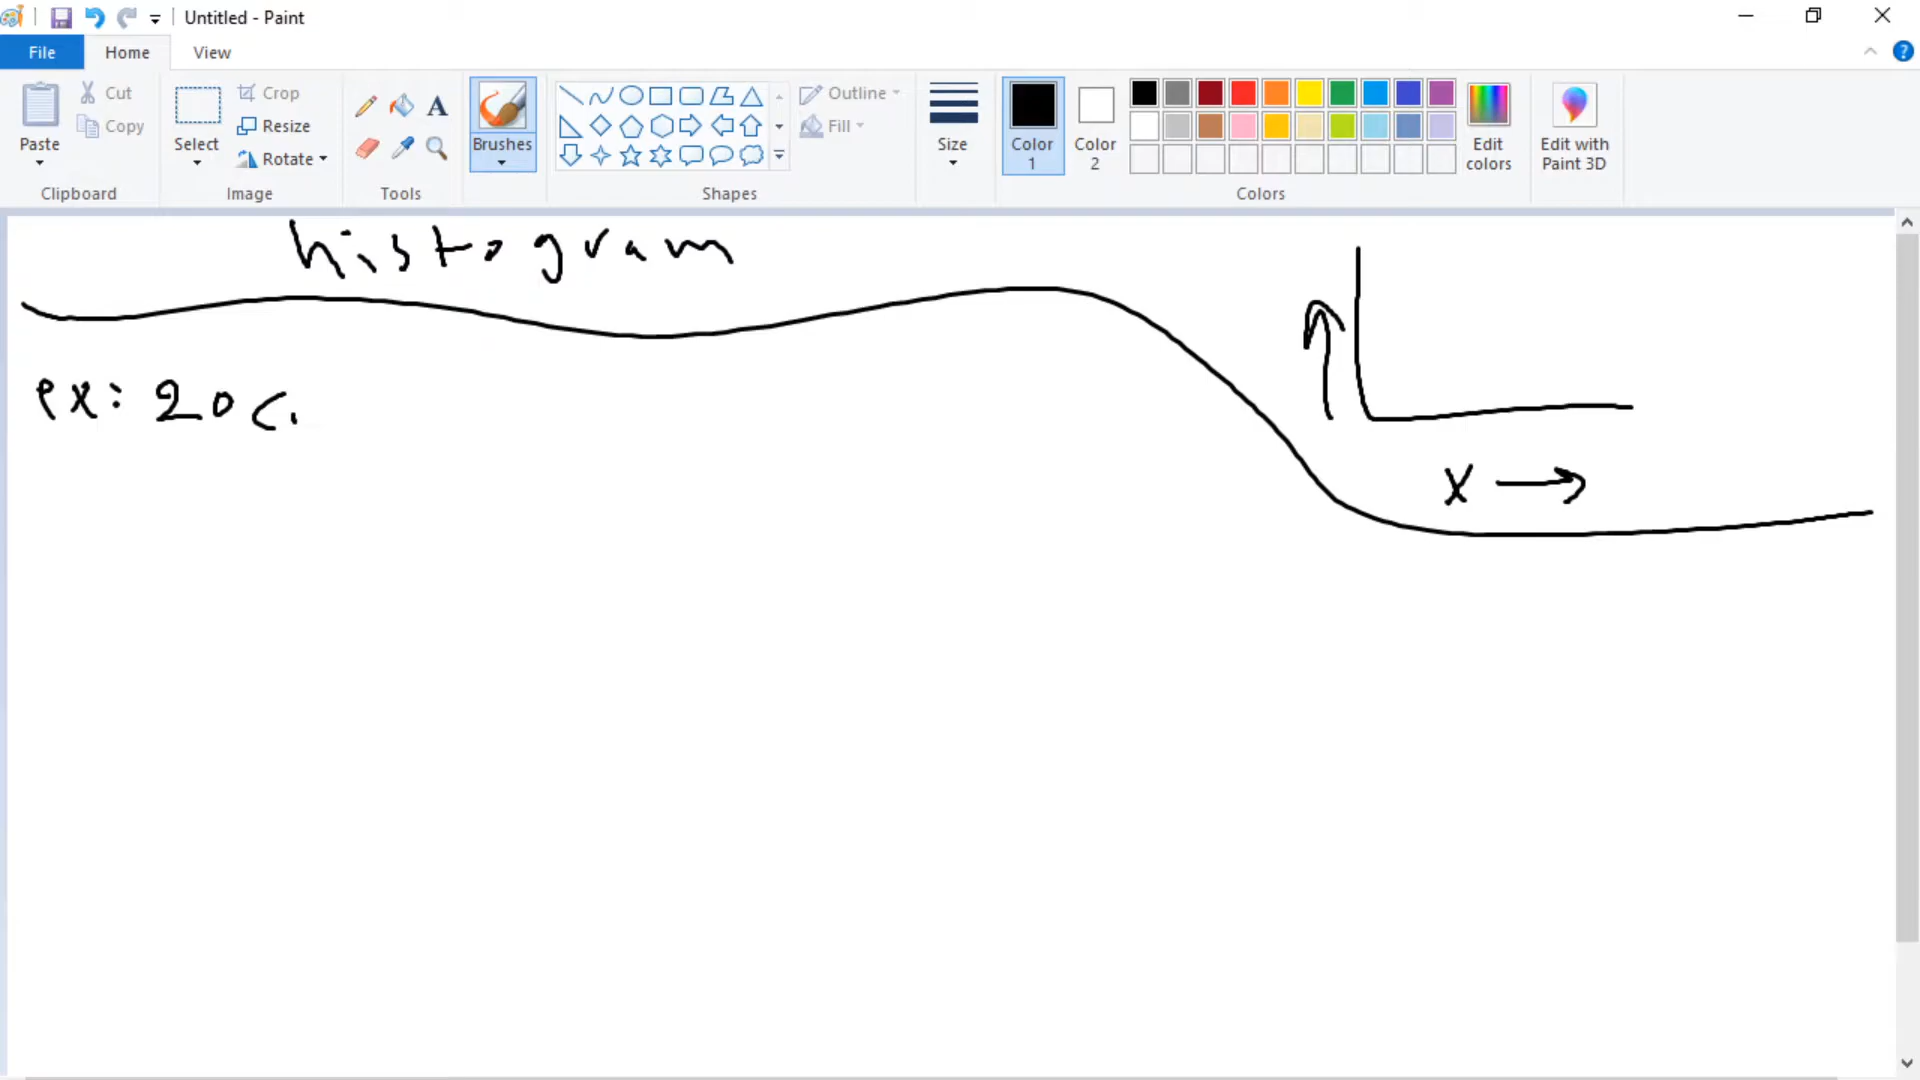 Untitled - Paint
File Home View
Paste Cut Copy Clipboard
Select Crop Resize Rotate Image
Tools
Brushes
Outline Fill Shapes
Size
Color 1 Color 2 Edit colors Colors
Edit with Paint 3D
histogram
ex: 20 c
x